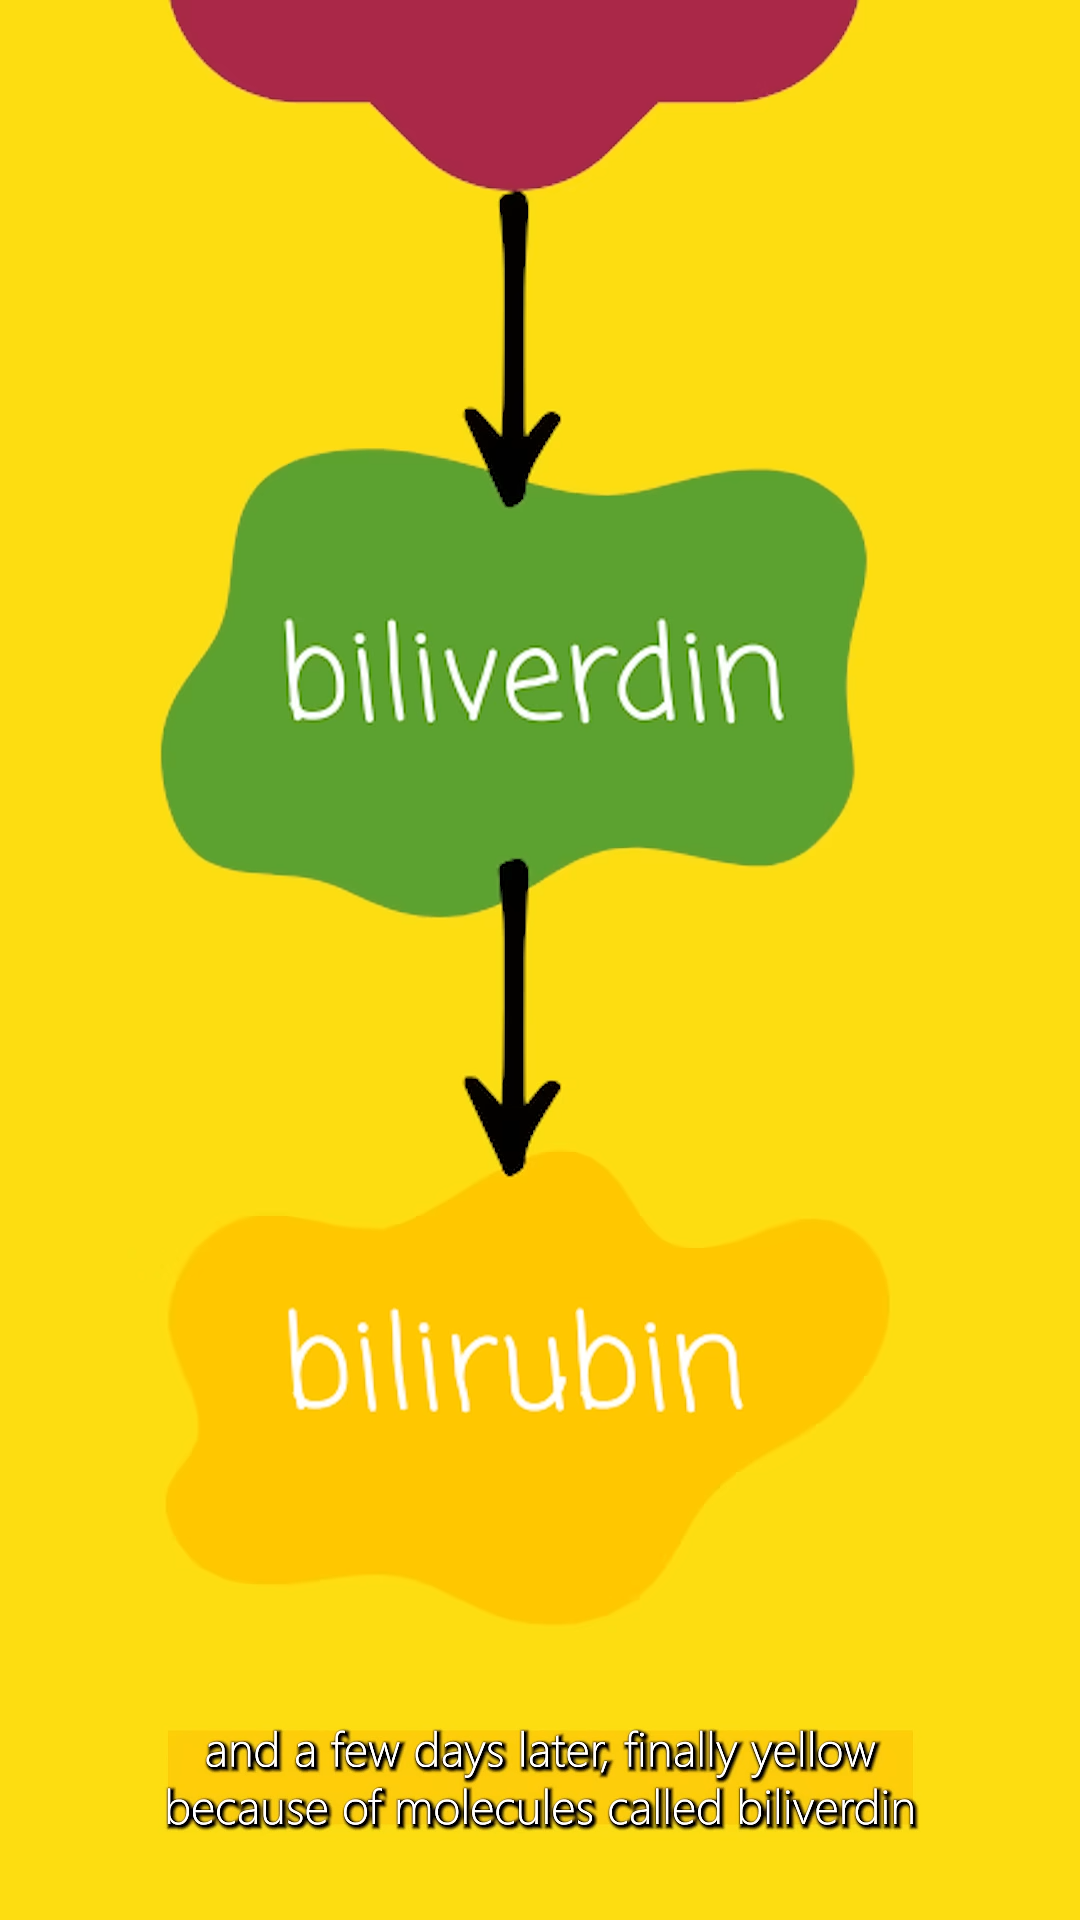 biliverdin
bilirubin
and a few days later, finally yellow
because of molecules called biliverdin